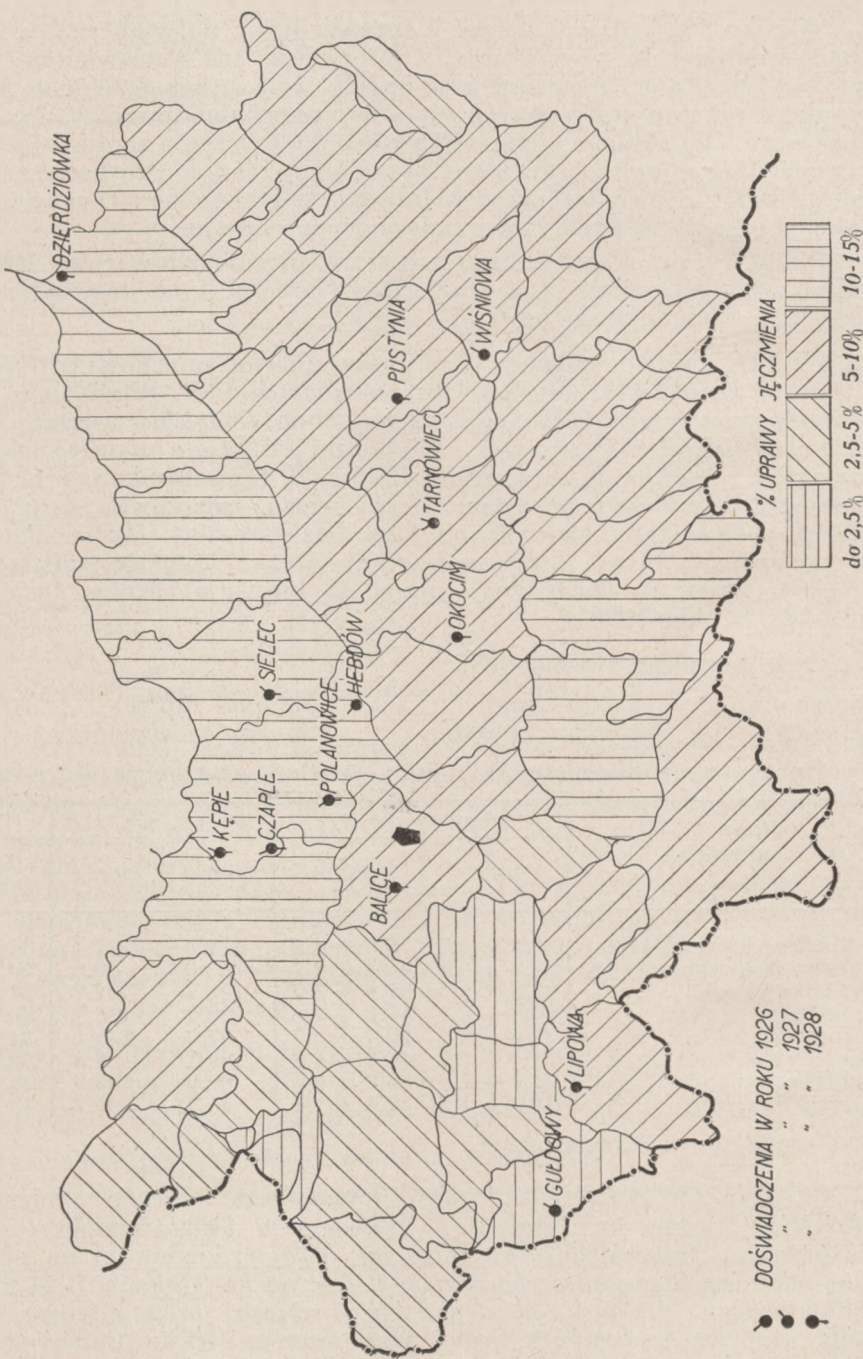 DZIERDZIÓWKA
KĘPIE
SIELEC
CZAPLE
POLANOWICE
HEBDÓW
PUSTYNIA
TARNOWIEC
WIŚNIOWA
OKOCIM
BALICE
LIPOWA
GUŁDOWY
DOŚWIADCZENIA W ROKU 1926
" " " 1927
" " " 1928
% UPRAWY JĘCZMIENIA
do 2,5% 2,5-5% 5-10% 10-15%